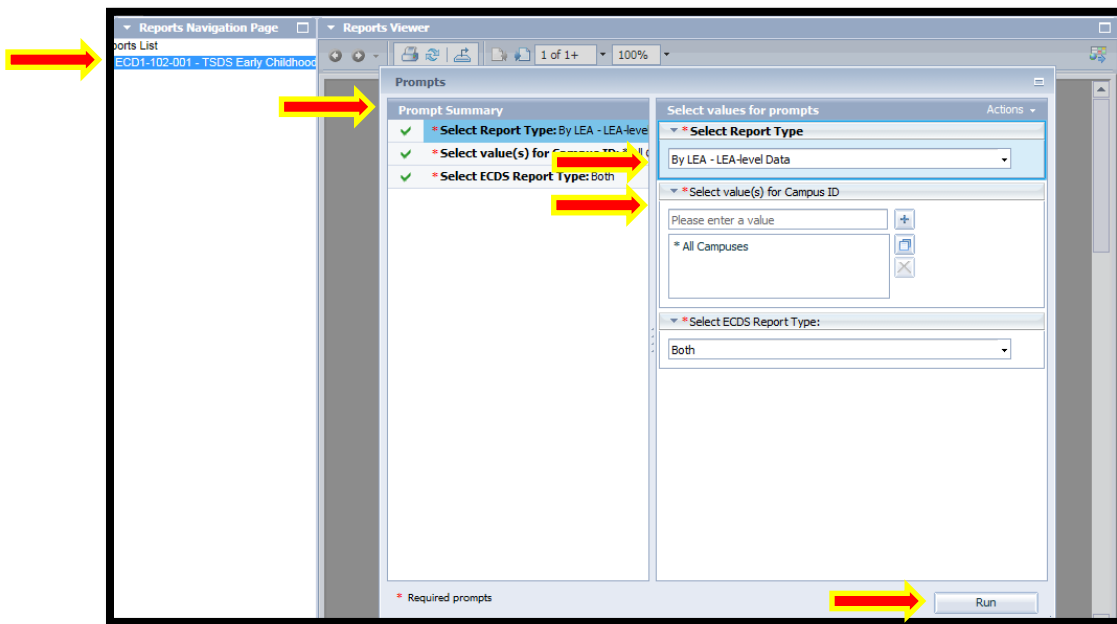 Reports Navigation Page
Reports Viewer
ports List
ECD1-102-001 - TSDS Early Childhood
1 of 1+
100%
Prompts
Prompt Summary
* Select Report Type: By LEA - LEA-leve
* Select value(s) for Campus ID: * All C
* Select ECDS Report Type: Both
Select values for prompts
Actions
* Select Report Type
By LEA - LEA-level Data
* Select value(s) for Campus ID
Please enter a value
* All Campuses
* Select ECDS Report Type:
Both
* Required prompts
Run